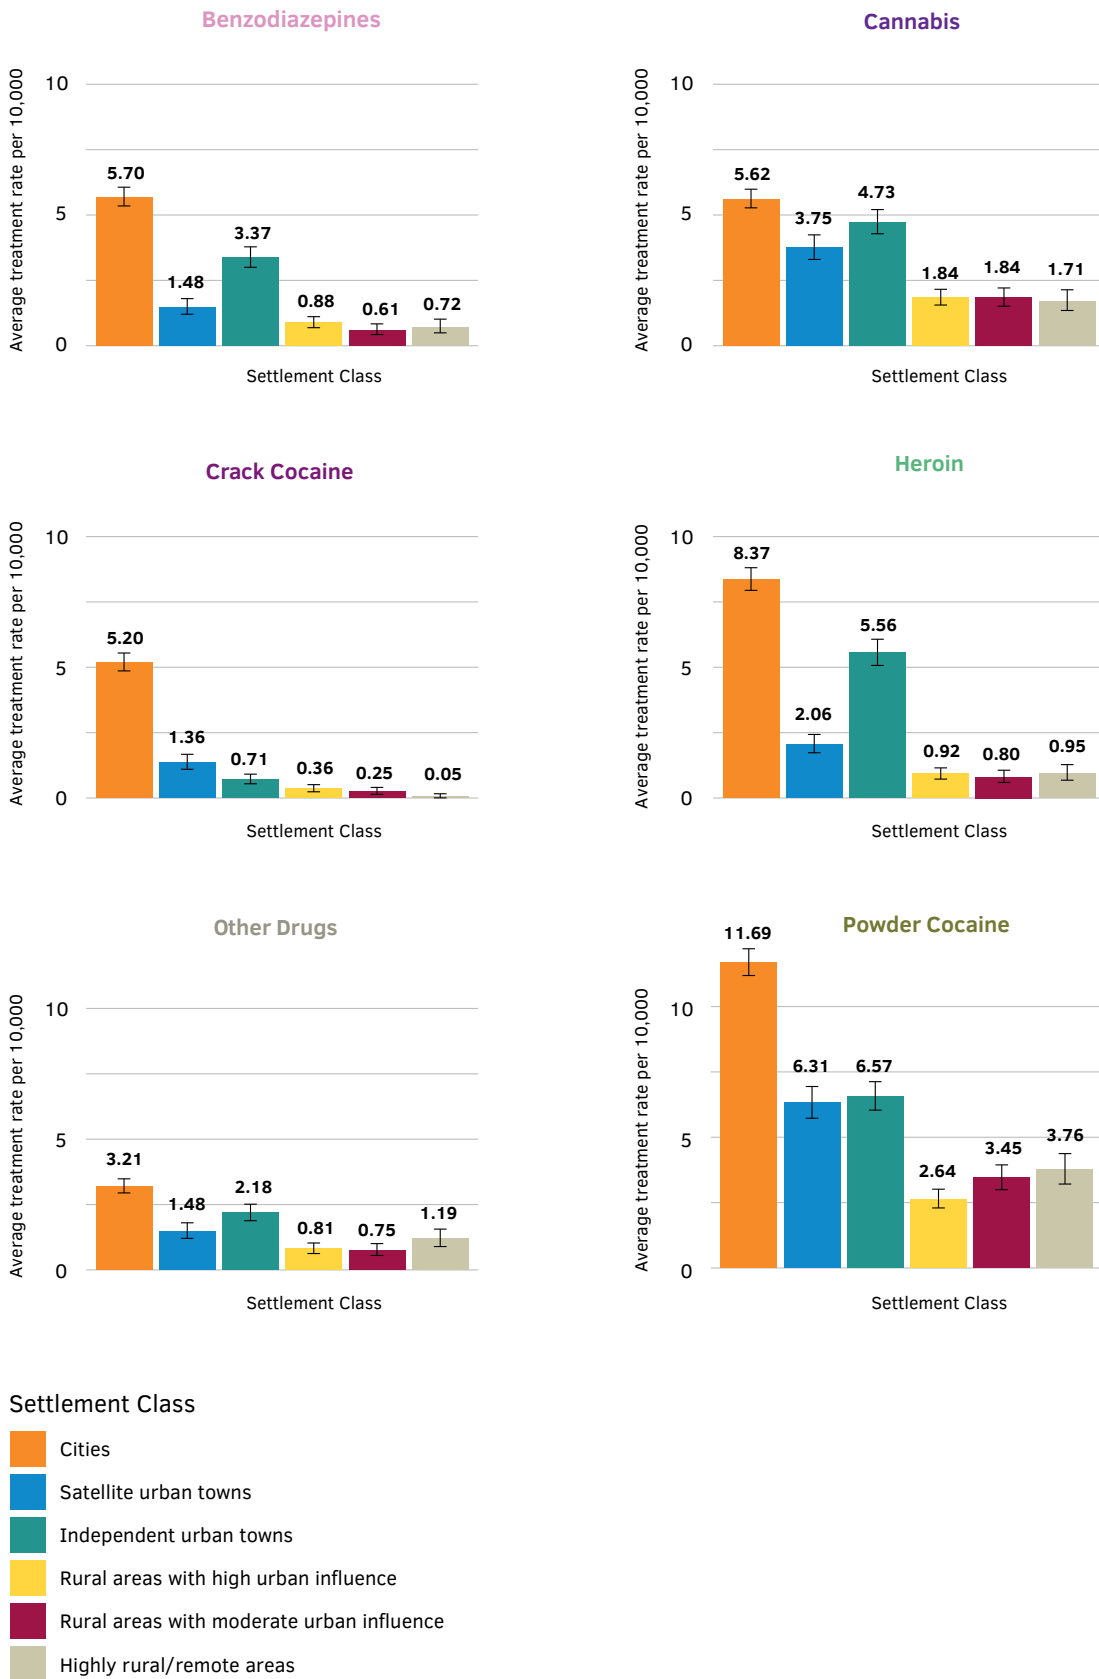 Benzodiazepines
Average treatment rate per 10,000
10
5
0
5.70
1.48
3.37
0.88
0.61
0.72
Settlement Class
Cannabis
Average treatment rate per 10,000
10
5
0
5.62
3.75
4.73
1.84
1.84
1.71
Settlement Class
Crack Cocaine
Average treatment rate per 10,000
10
5
0
5.20
1.36
0.71
0.36
0.25
0.05
Settlement Class
Heroin
Average treatment rate per 10,000
10
5
0
8.37
2.06
5.56
0.92
0.80
0.95
Settlement Class
Other Drugs
Average treatment rate per 10,000
10
5
0
3.21
1.48
2.18
0.81
0.75
1.19
Settlement Class
Powder Cocaine
Average treatment rate per 10,000
10
5
0
11.69
6.31
6.57
2.64
3.45
3.76
Settlement Class
Settlement Class
Cities
Satellite urban towns
Independent urban towns
Rural areas with high urban influence
Rural areas with moderate urban influence
Highly rural/remote areas